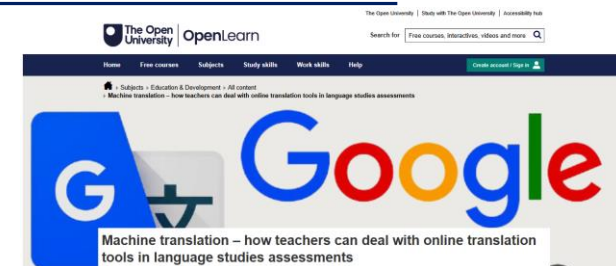 The Open University | Study with The Open University | Accessibility hub
The Open
University
OpenLearn
Search for
Free courses, interactives, videos and more
Home Free courses Subjects Study skills Work skills Help
Create account / Sign in
» Subjects » Education & Development » All content
» Machine translation – how teachers can deal with online translation tools in language studies assessments
G 文
Google
Machine translation – how teachers can deal with online translation
tools in language studies assessments